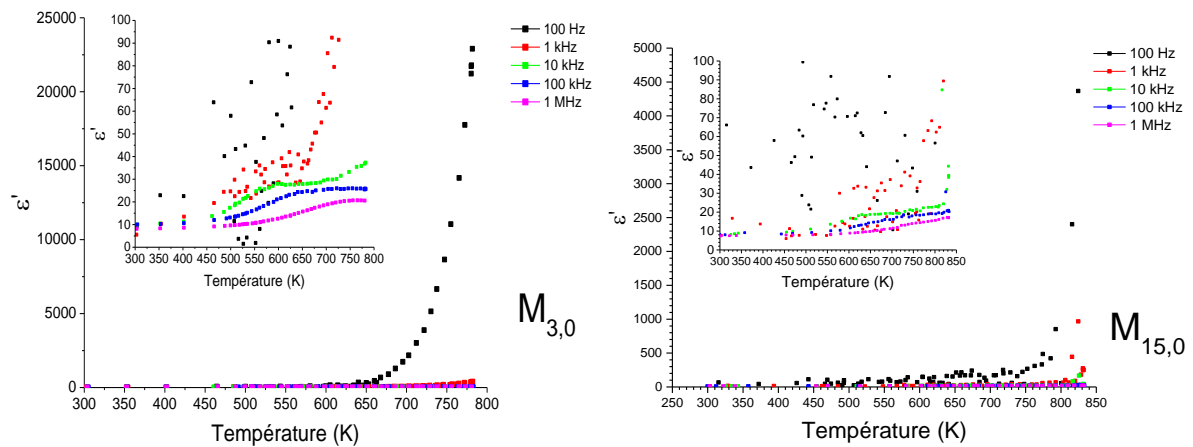 25000
20000
15000
10000
5000
0
ε'
300 350 400 450 500 550 600 650 700 750 800
Température (K)
100
90
80
70
60
50
40
30
20
10
0
ε'
300 350 400 450 500 550 600 650 700 750 800
Température (K)
100 Hz
1 kHz
10 kHz
100 kHz
1 MHz
M3,0
5000
4500
4000
3500
3000
2500
2000
1500
1000
500
0
ε'
250 300 350 400 450 500 550 600 650 700 750 800 850
Température (K)
100
90
80
70
60
50
40
30
20
10
0
ε'
300 350 400 450 500 550 600 650 700 750 800 850
Température (K)
100 Hz
1 kHz
10 kHz
100 kHz
1 MHz
M15,0